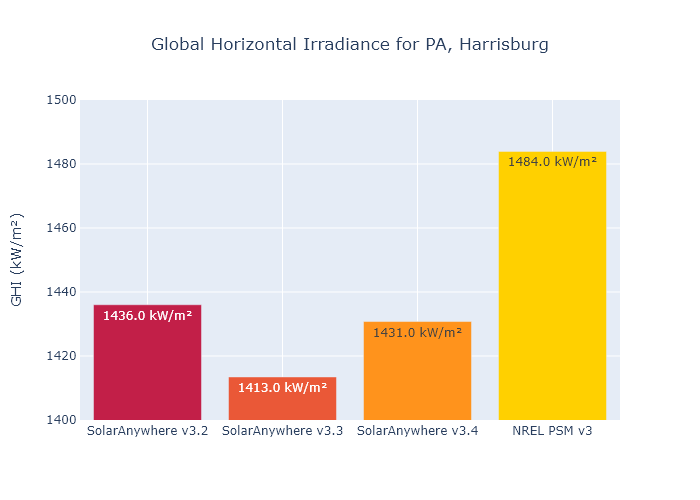 Global Horizontal Irradiance for PA, Harrisburg
GHI (kW/m²)
1500
1480
1460
1440
1420
1400
1436.0 kW/m²
1413.0 kW/m²
1431.0 kW/m²
1484.0 kW/m²
SolarAnywhere v3.2
SolarAnywhere v3.3
SolarAnywhere v3.4
NREL PSM v3